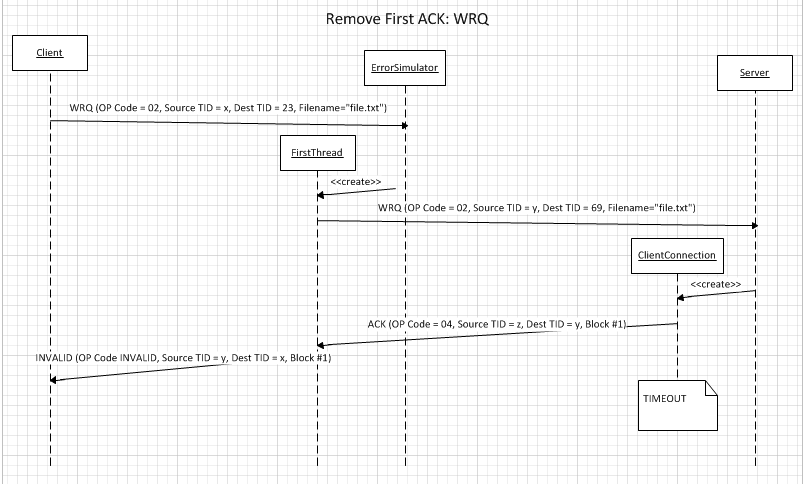 Remove First ACK: WRQ
Client
ErrorSimulator
Server
WRQ (OP Code = 02, Source TID = x, Dest TID = 23, Filename="file.txt")
FirstThread
<<create>>
WRQ (OP Code = 02, Source TID = y, Dest TID = 69, Filename="file.txt")
ClientConnection
<<create>>
ACK (OP Code = 04, Source TID = z, Dest TID = y, Block #1)
INVALID (OP Code INVALID, Source TID = y, Dest TID = x, Block #1)
TIMEOUT